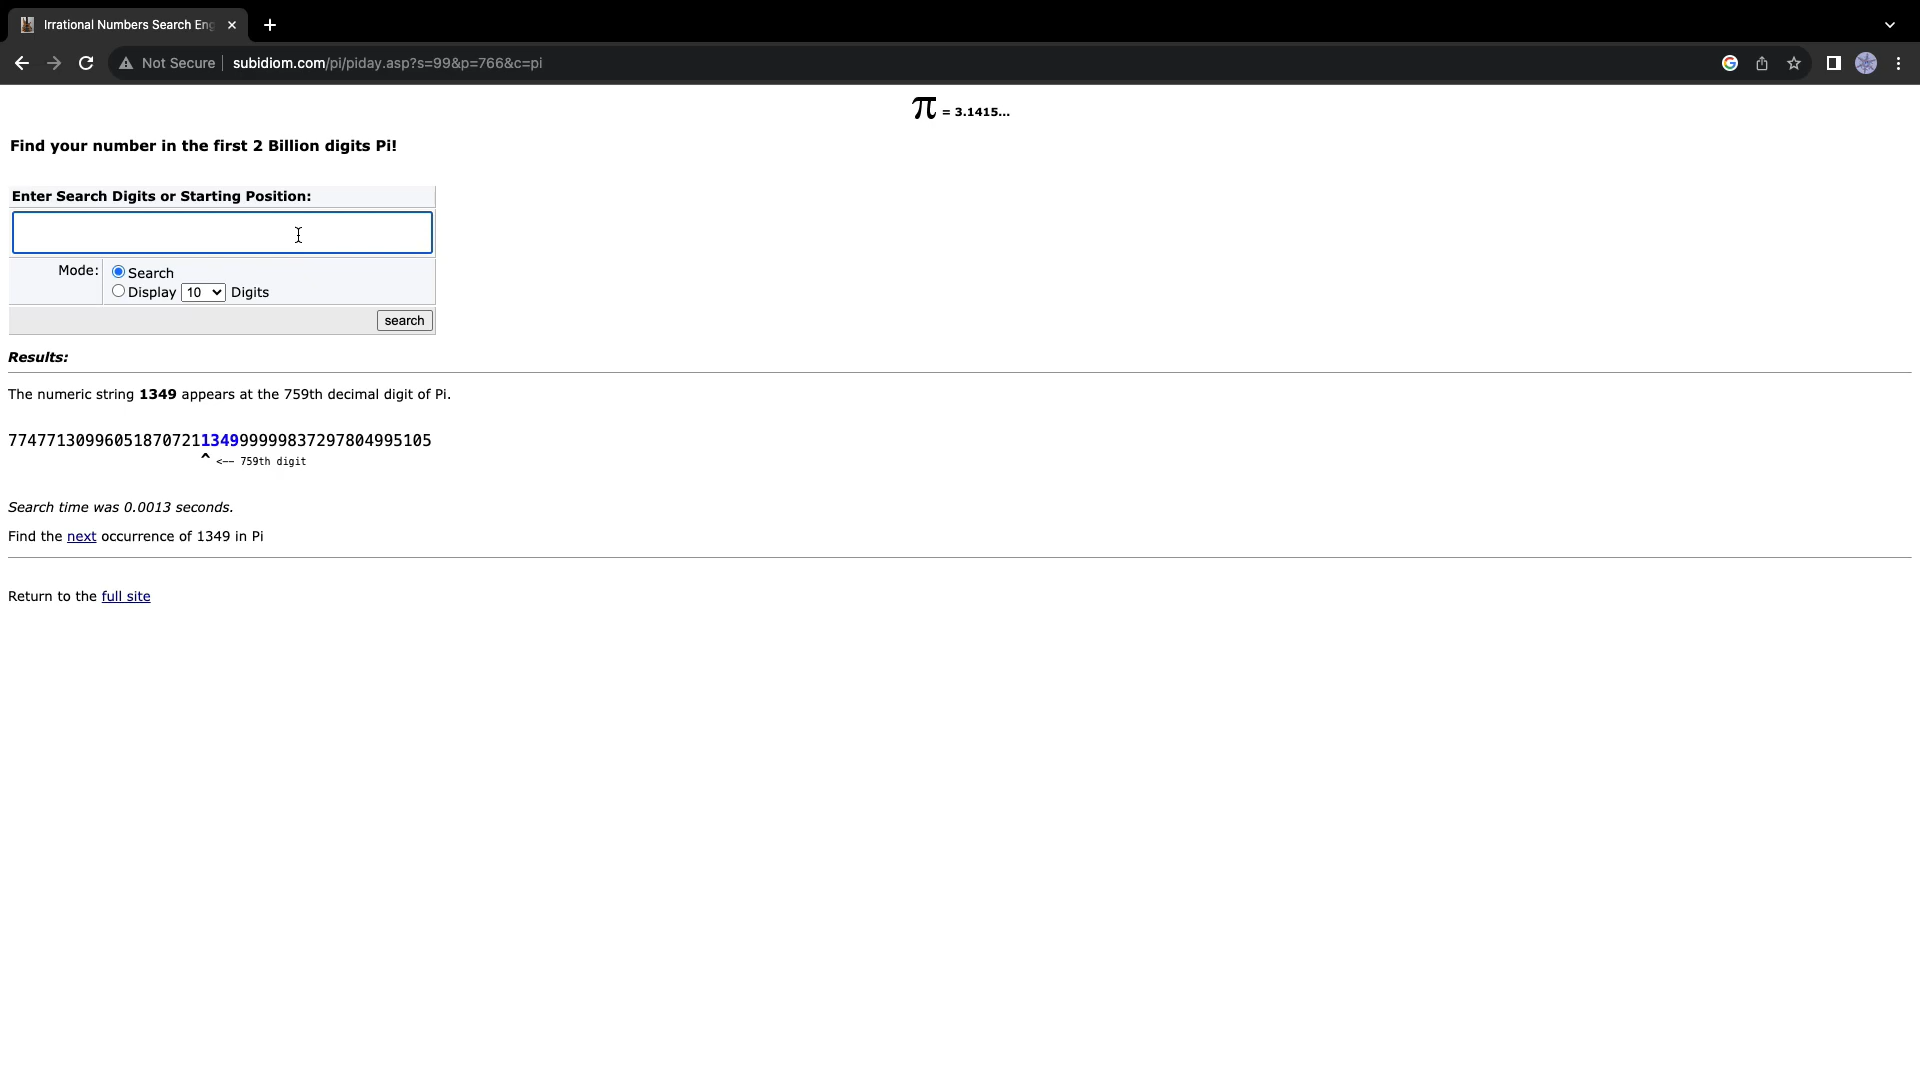 Irrational Numbers Search Eng
Not Secure subidiom.com/pi/piday.asp?s=99&p=766&c=pi
π = 3.1415...
Find your number in the first 2 Billion digits Pi!
Enter Search Digits or Starting Position:
Mode: Search
Display 10 Digits
search
Results:
The numeric string 1349 appears at the 759th decimal digit of Pi.
77477130996051870721134999999837297804995105
^ <-- 759th digit
Search time was 0.0013 seconds.
Find the next occurrence of 1349 in Pi
Return to the full site